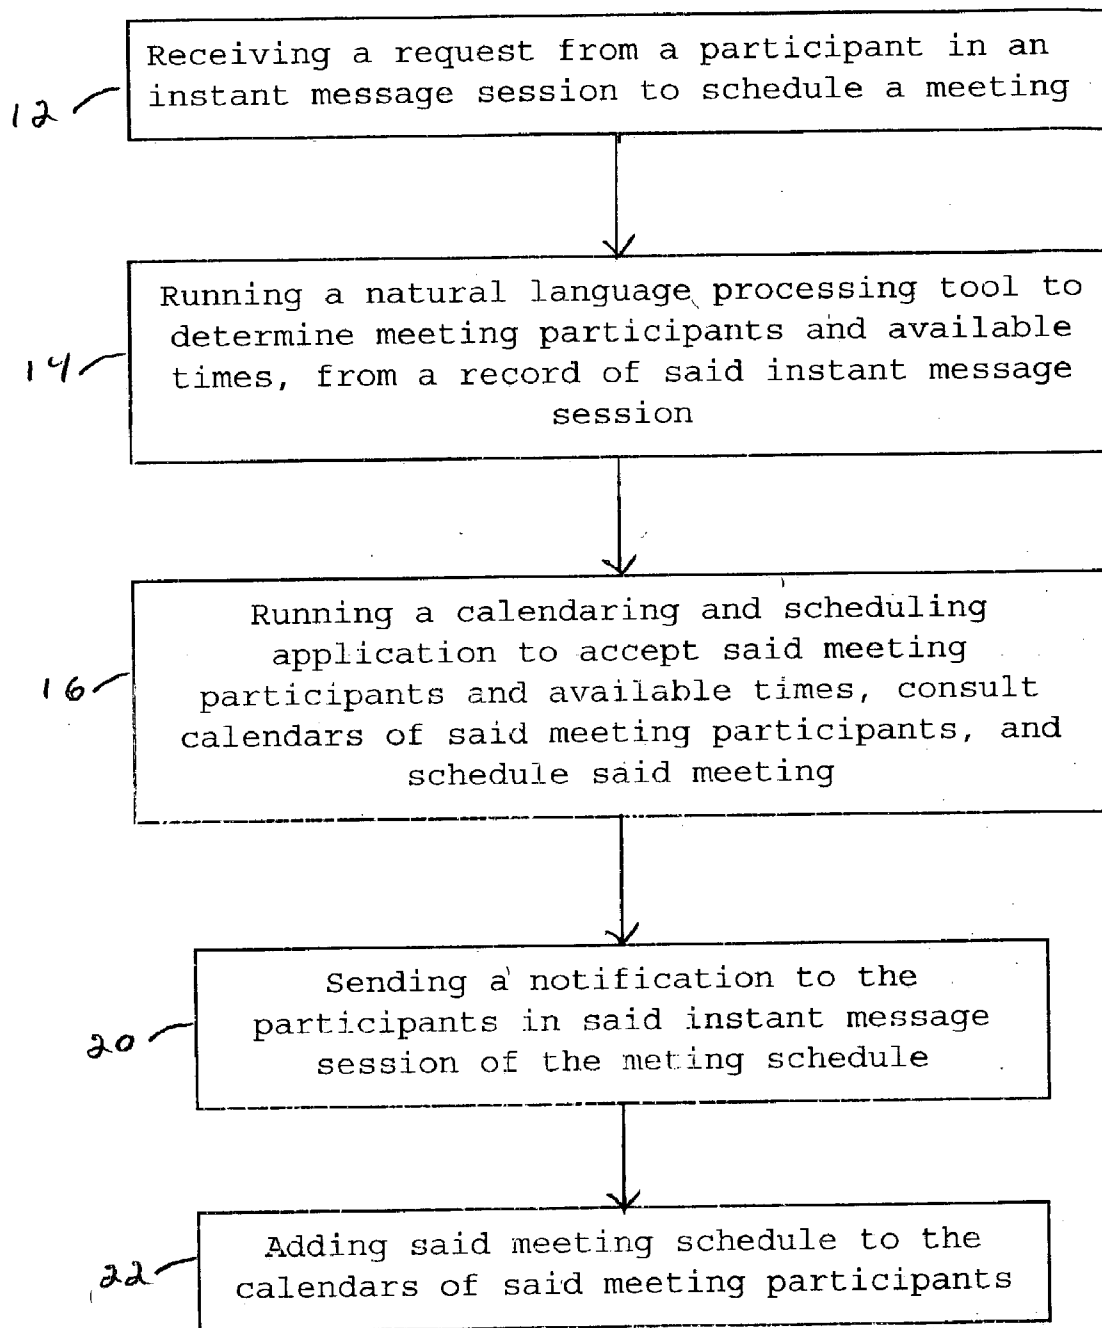 Receiving a request from a participant in an
instant message session to schedule a meeting
12
Running a natural language processing tool to
determine meeting participants and available
times, from a record of said instant message
session
14
Running a calendaring and scheduling
application to accept said meeting
participants and available times, consult
calendars of said meeting participants, and
schedule said meeting
16
Sending a notification to the
participants in said instant message
session of the meting schedule
20
Adding said meeting schedule to the
calendars of said meeting participants
22